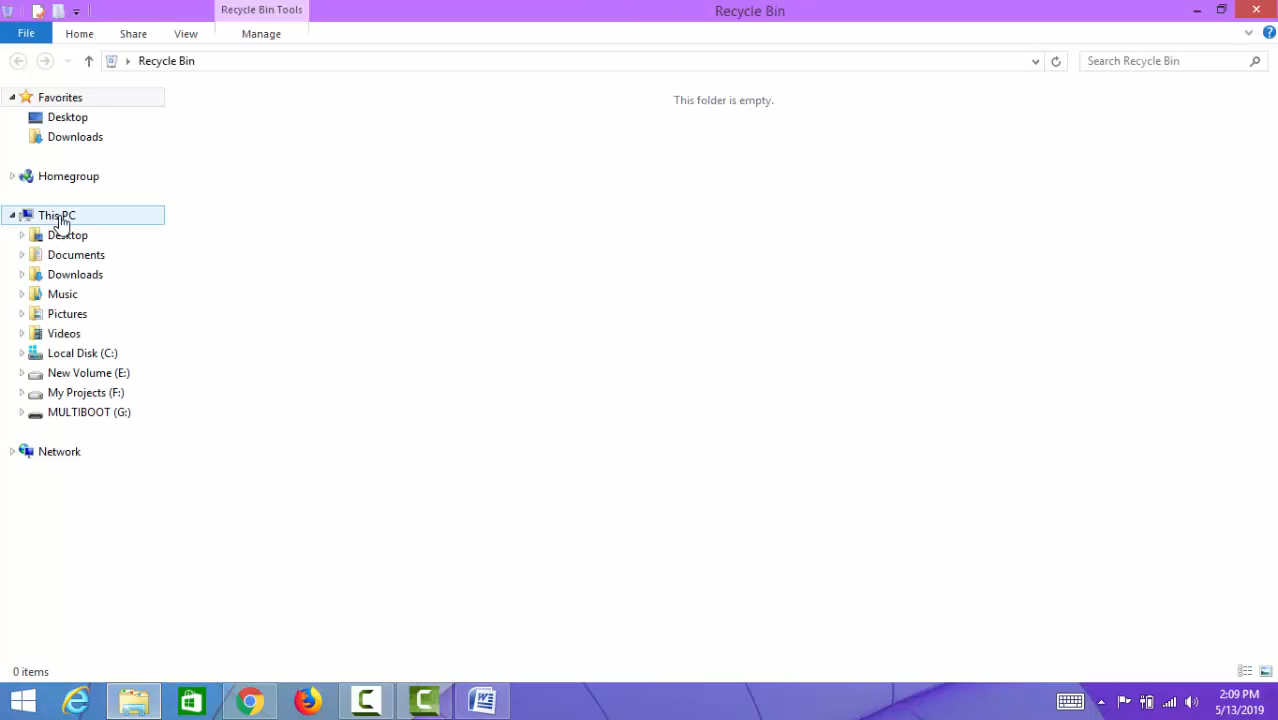 Recycle Bin Tools
Recycle Bin
File
Home
Share
View
Manage
Recycle Bin
Search Recycle Bin
Favorites
Desktop
Downloads
Homegroup
This PC
Desktop
Documents
Downloads
Music
Pictures
Videos
Local Disk (C:)
New Volume (E:)
My Projects (F:)
MULTIBOOT (G:)
Network
This folder is empty.
0 items
2:09 PM
5/13/2019